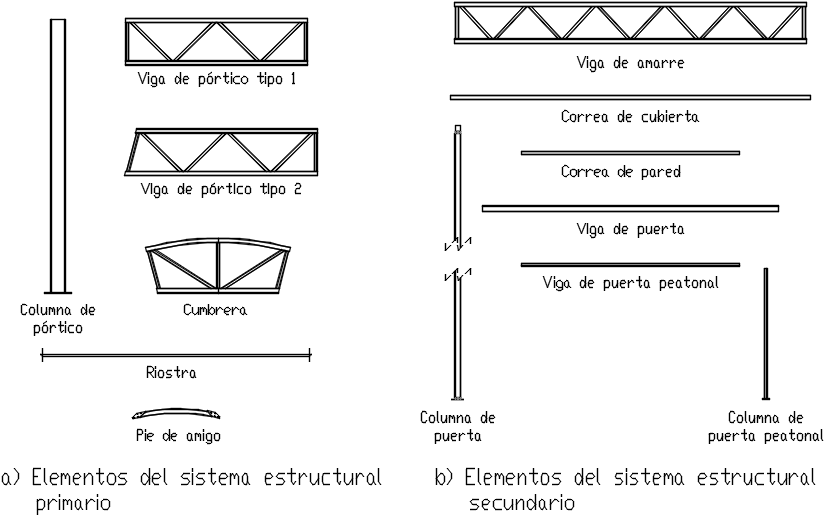 Viga de pórtico tipo 1
Viga de pórtico tipo 2
Columna de
pórtico
Cumbrera
Riostra
Pie de amigo
a) Elementos del sistema estructural
primario
Viga de amarre
Correa de cubierta
Correa de pared
Viga de puerta
Viga de puerta peatonal
Columna de
puerta
Columna de
puerta peatonal
b) Elementos del sistema estructural
secundario